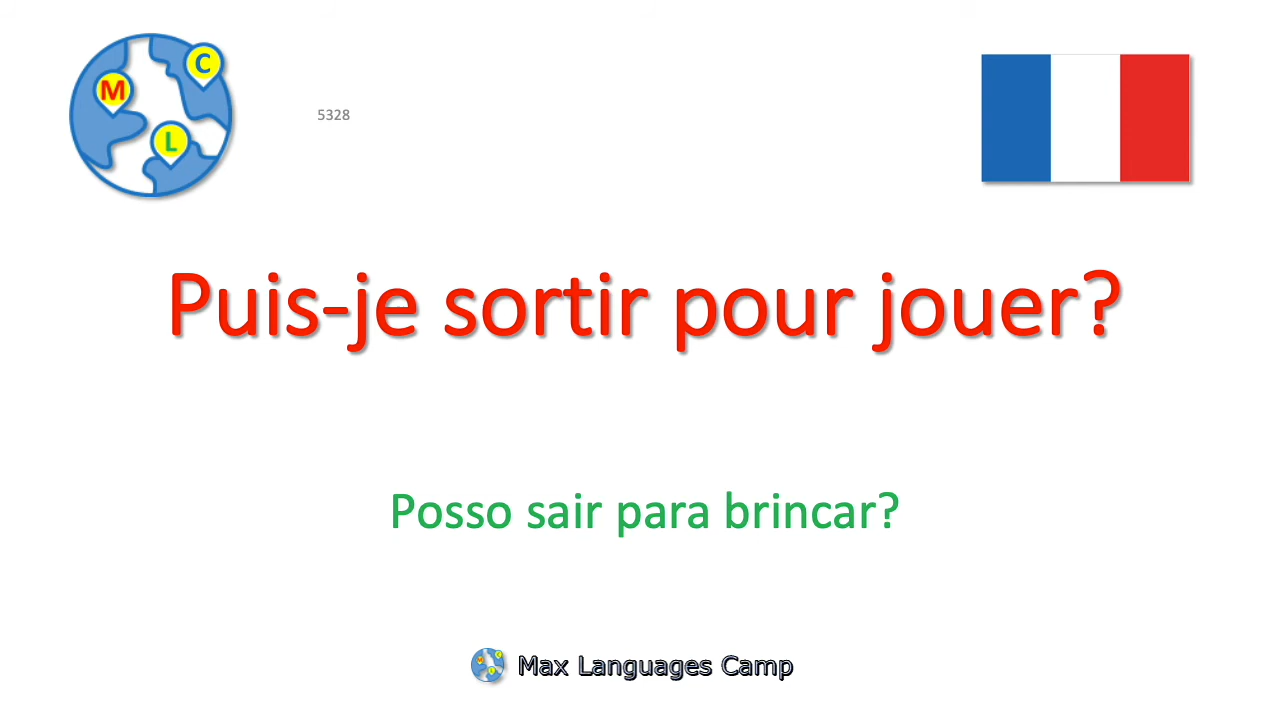 M
C
L
5328
Puis-je sortir pour jouer?
Posso sair para brincar?
Max Languages Camp